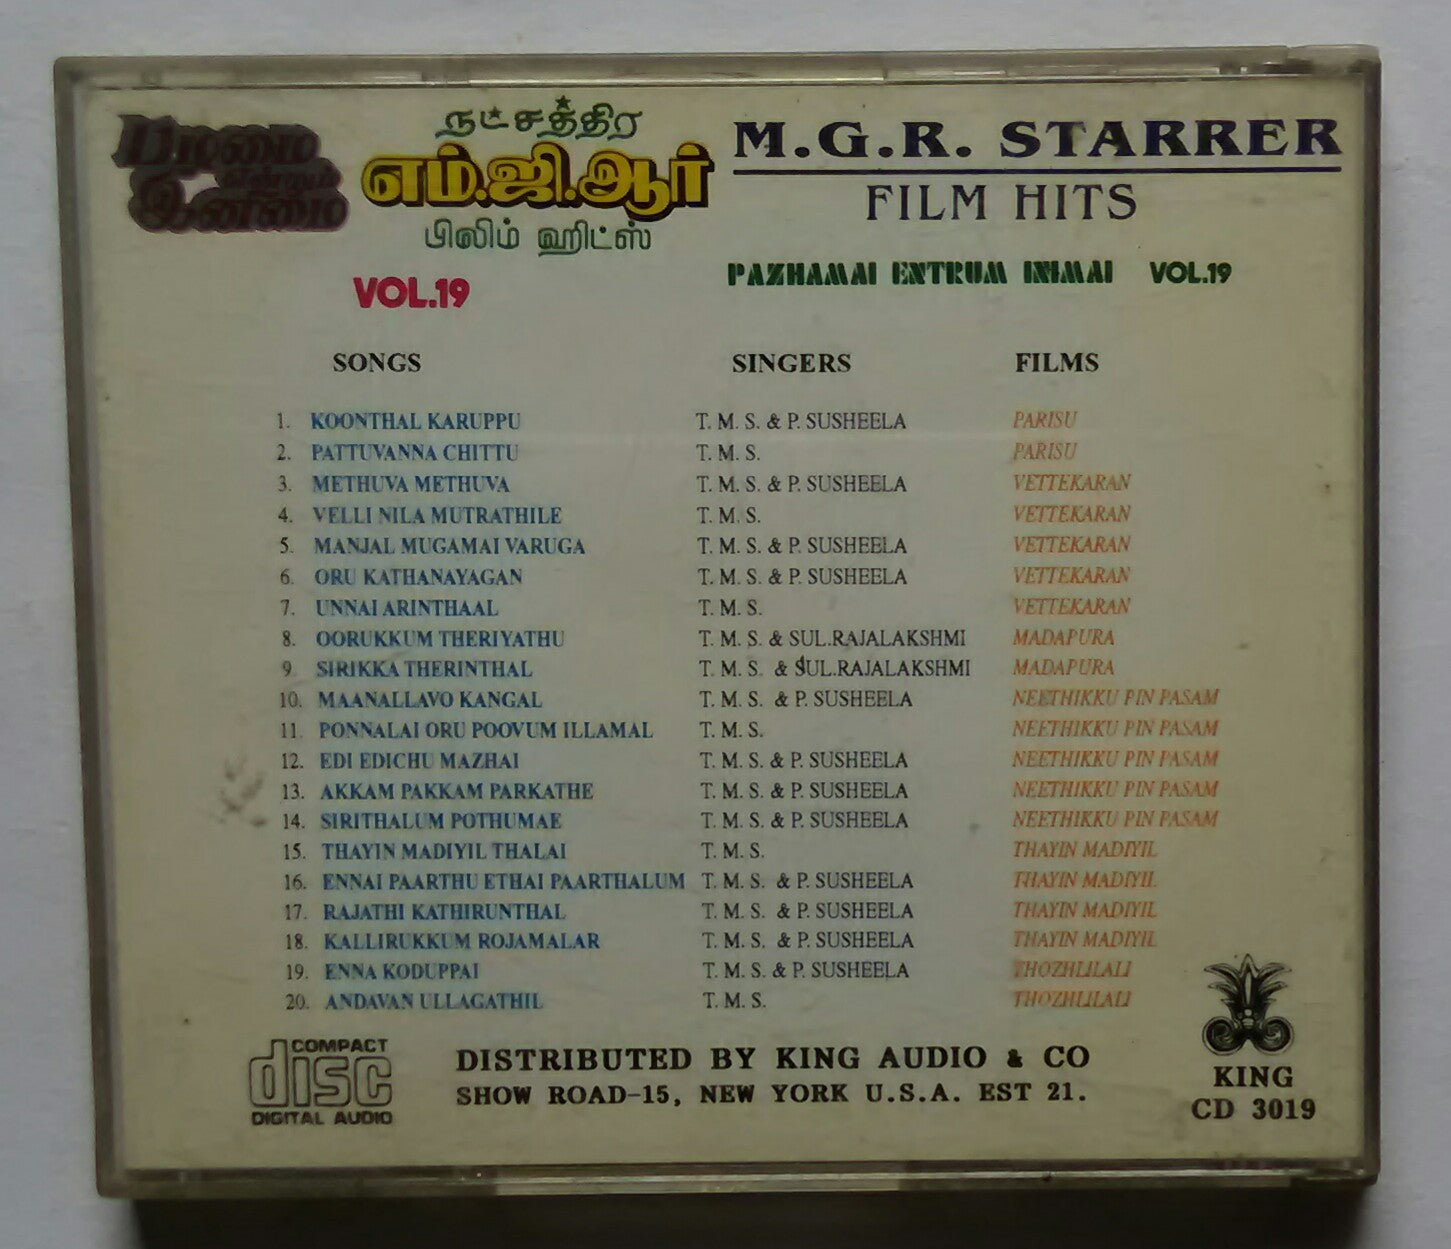 பழமை
என்றும்
இனிமை
நட்சத்திர
எம்.ஜி.ஆர்
பிலிம் ஹிட்ஸ்
VOL.19
M.G.R. STARRER
FILM HITS
PAZHAMAI ENTRUM INIMAI VOL.19
SONGS SINGERS FILMS
1. KOONTHAL KARUPPU T. M. S. & P. SUSHEELA PARISU
2. PATTUVANNA CHITTU T. M. S. PARISU
3. METHUVA METHUVA T. M. S. & P. SUSHEELA VETTEKARAN
4. VELLI NILA MUTRATHILE T. M. S. VETTEKARAN
5. MANJAL MUGAMAI VARUGA T. M. S. & P. SUSHEELA VETTEKARAN
6. ORU KATHANAYAGAN T. M. S. & P. SUSHEELA VETTEKARAN
7. UNNAI ARINTHAAL T. M. S. VETTEKARAN
8. OORUKKUM THERIYATHU T. M. S. & SUL.RAJALAKSHMI MADAPURA
9. SIRIKKA THERINTHAL T. M. S. & SUL.RAJALAKSHMI MADAPURA
10. MAANALLAVO KANGAL T. M. S. & P. SUSHEELA NEETHIKKU PIN PASAM
11. PONNALAI ORU POOVUM ILLAMAL T. M. S. NEETHIKKU PIN PASAM
12. EDI EDICHU MAZHAI T. M. S. & P. SUSHEELA NEETHIKKU PIN PASAM
13. AKKAM PAKKAM PARKATHE T. M. S. & P. SUSHEELA NEETHIKKU PIN PASAM
14. SIRITHALUM POTHUMAE T. M. S. & P. SUSHEELA NEETHIKKU PIN PASAM
15. THAYIN MADIYIL THALAI T. M. S. THAYIN MADIYIL
16. ENNAI PAARTHU ETHAI PAARTHALUM T. M. S. & P. SUSHEELA THAYIN MADIYIL
17. RAJATHI KATHIRUNTHAL T. M. S. & P. SUSHEELA THAYIN MADIYIL
18. KALLIRUKKUM ROJAMALAR T. M. S. & P. SUSHEELA THAYIN MADIYIL
19. ENNA KODUPPAI T. M. S. & P. SUSHEELA THOZHLILALI
20. ANDAVAN ULLAGATHIL T. M. S. THOZHLILALI
COMPACT
disc
DIGITAL AUDIO
DISTRIBUTED BY KING AUDIO & CO
SHOW ROAD-15, NEW YORK U.S.A. EST 21.
KING
CD 3019